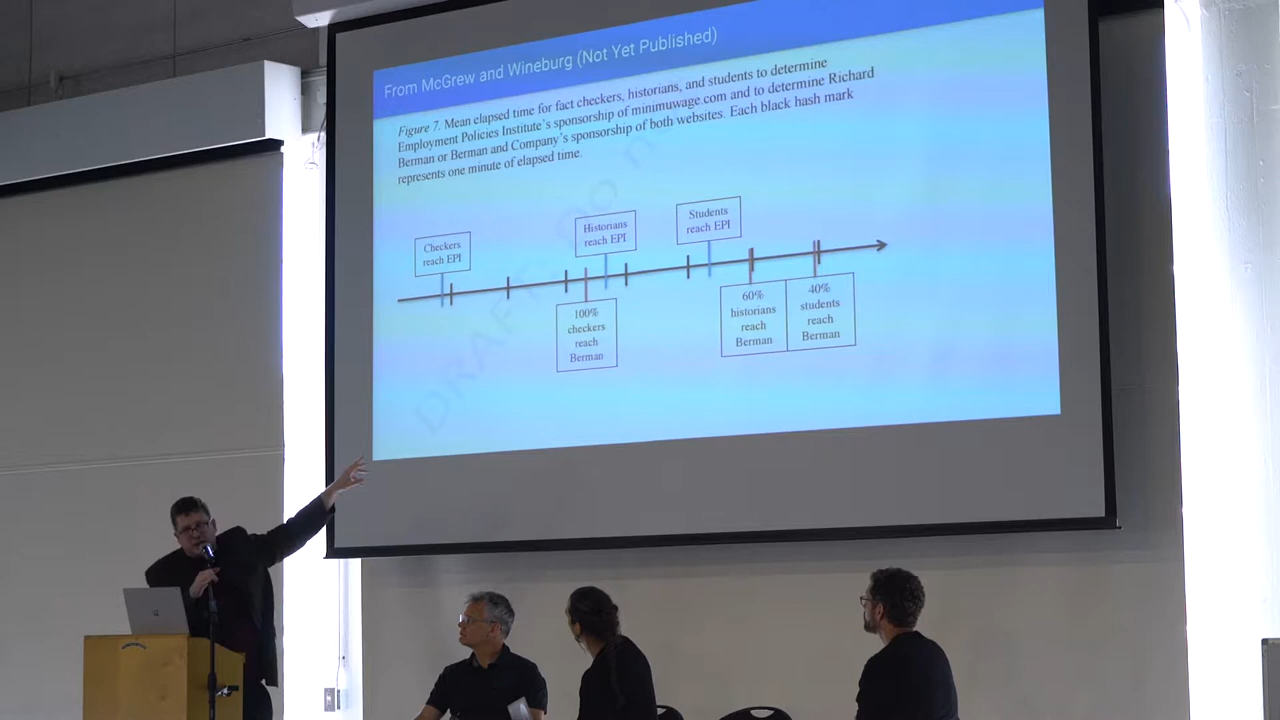 From McGrew and Wineburg (Not Yet Published)
Figure 7. Mean elapsed time for fact checkers, historians, and students to determine
Employment Policies Institute's sponsorship of minimuwage.com and to determine Richard
Berman or Berman and Company's sponsorship of both websites. Each black hash mark
represents one minute of elapsed time.
Checkers
reach EPI
Historians
reach EPI
Students
reach EPI
100%
checkers
reach
Berman
60%
historians
reach
Berman
40%
students
reach
Berman
DRAFT